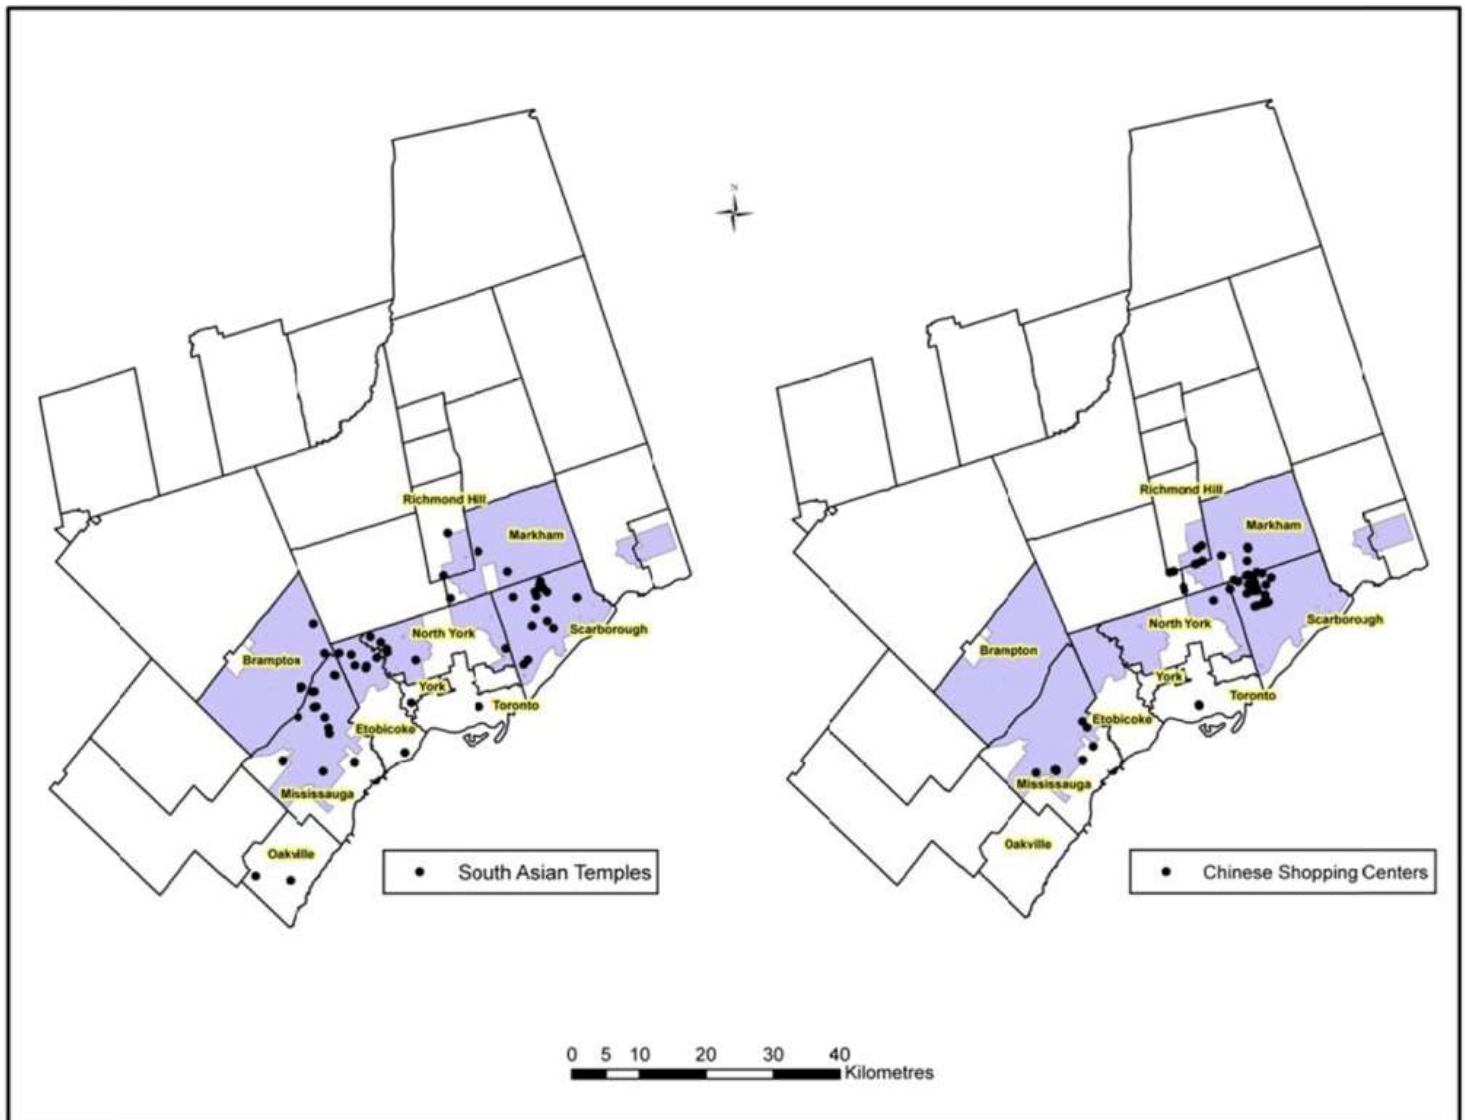 N
Richmond Hill
Markham
North York
Scarborough
Brampton
York
Toronto
Etobicoke
Mississauga
Oakville
South Asian Temples
Richmond Hill
Markham
North York
Scarborough
Brampton
York
Toronto
Etobicoke
Mississauga
Oakville
Chinese Shopping Centers
0 5 10 20 30 40
Kilometres